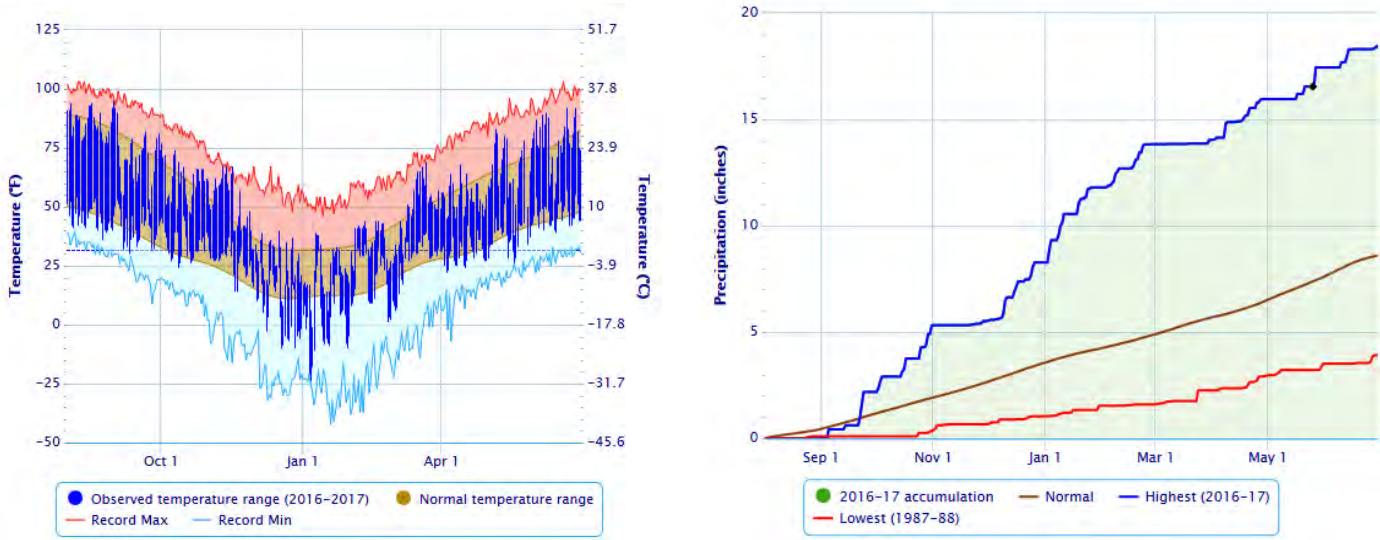 125
100
75
50
25
0
−25
−50
Temperature (°F)
51.7
37.8
23.9
10
−3.9
−17.8
−31.7
−45.6
Temperature (°C)
Oct 1
Jan 1
Apr 1
Observed temperature range (2016−2017)
Normal temperature range
Record Max
Record Min
20
15
10
5
0
Precipitation (inches)
Sep 1
Nov 1
Jan 1
Mar 1
May 1
2016−17 accumulation
Normal
Highest (2016−17)
Lowest (1987−88)